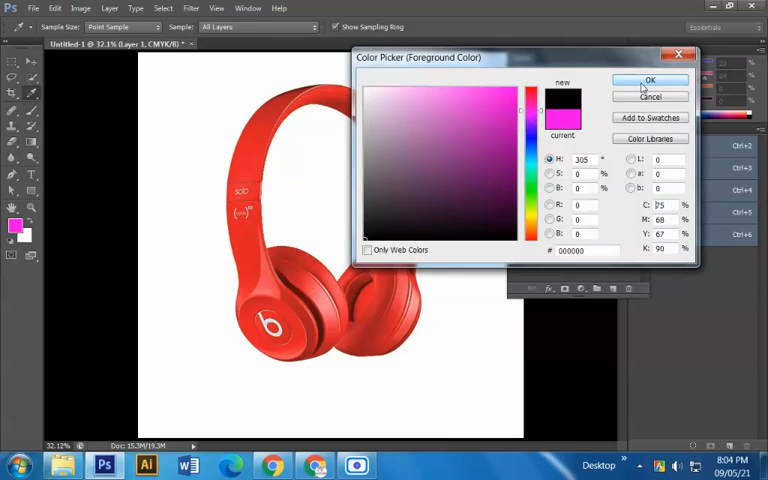 Ps File Edit Image Layer Type Select Filter View Window Help
Sample Size: Point Sample Sample: All Layers Show Sampling Ring Essentials
Untitled-1 @ 32.1% (Layer 1, CMYK/8) * ×
Color Picker (Foreground Color)
new
current
OK
Cancel
Add to Swatches
Color Libraries
H: 305 °
S: 0 %
B: 0 %
R: 0
G: 0
B: 0
L: 0
a: 0
b: 0
C: 75 %
M: 68 %
Y: 67 %
K: 90 %
# 000000
Only Web Colors
Ctrl+2
Ctrl+3
Ctrl+4
Ctrl+5
Ctrl+6
solo
b
fx
32.12% Doc: 15.3M/19.3M
Ps Ai W Desktop » 8:04 PM
09/05/21